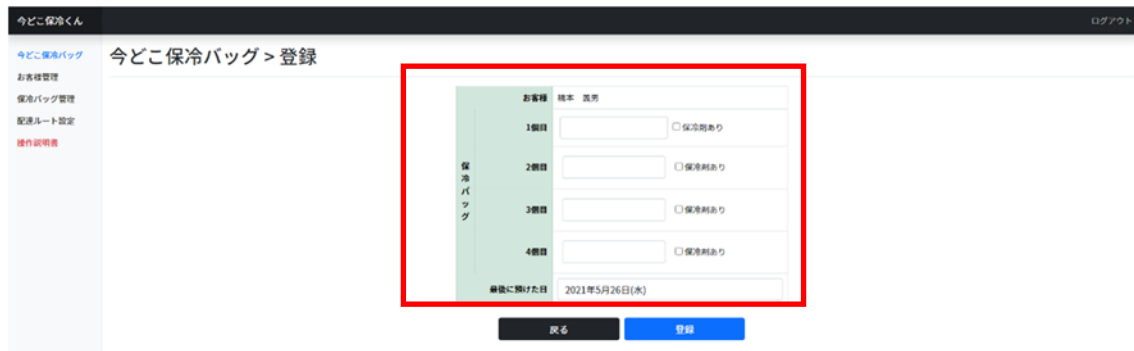 今どこ保冷くん
ログアウト
今どこ保冷バッグ
お客様管理
保冷バッグ管理
配達ルート設定
操作説明書
今どこ保冷バッグ > 登録
お客様 橋本 義男
保冷バッグ
1個目 保冷剤あり
2個目 保冷剤あり
3個目 保冷剤あり
4個目 保冷剤あり
最後に預けた日 2021年5月26日(水)
戻る 登録